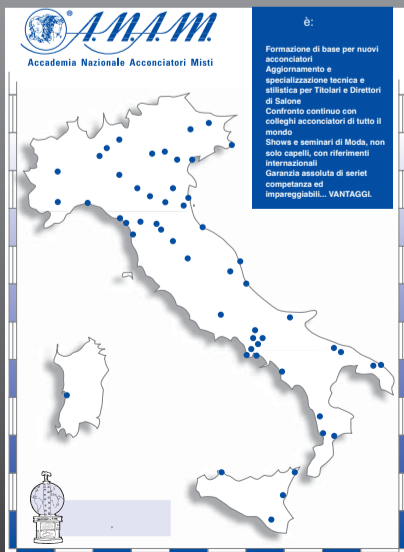 A.N.A.M.
Accademia Nazionale Acconciatori Misti
è:
Formazione di base per nuovi
acconciatori
Aggiornamento e
specializzazione tecnica e
stilistica per Titolari e Direttori
di Salone
Confronto continuo con
colleghi acconciatori di tutto il
mondo
Shows e seminari di Moda, non
solo capelli, con riferimenti
internazionali
Garanzia assoluta di seriet
competanza ed
impareggiabili... VANTAGGI.